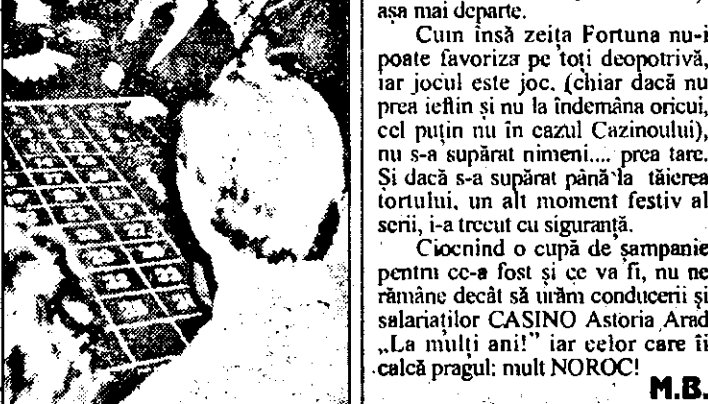 așa mai departe.
Cum însă zeița Fortuna nu-i
poate favoriza pe toți deopotrivă,
iar jocul este joc. (chiar dacă nu
prea ieftin și nu la îndemâna oricui,
cel puțin nu în cazul Cazinoului),
nu s-a supărat nimeni.... prea tare.
Și dacă s-a supărat până la tăierea
tortului, un alt moment festiv al
serii, i-a trecut cu siguranță.
Ciocnind o cupă de șampanie
pentru ce-a fost și ce va fi, nu ne
rămâne decât să urăm conducerii și
salariaților CASINO Astoria Arad
„La mulți ani!” iar celor care îi
calcă pragul: mult NOROC!
M.B.